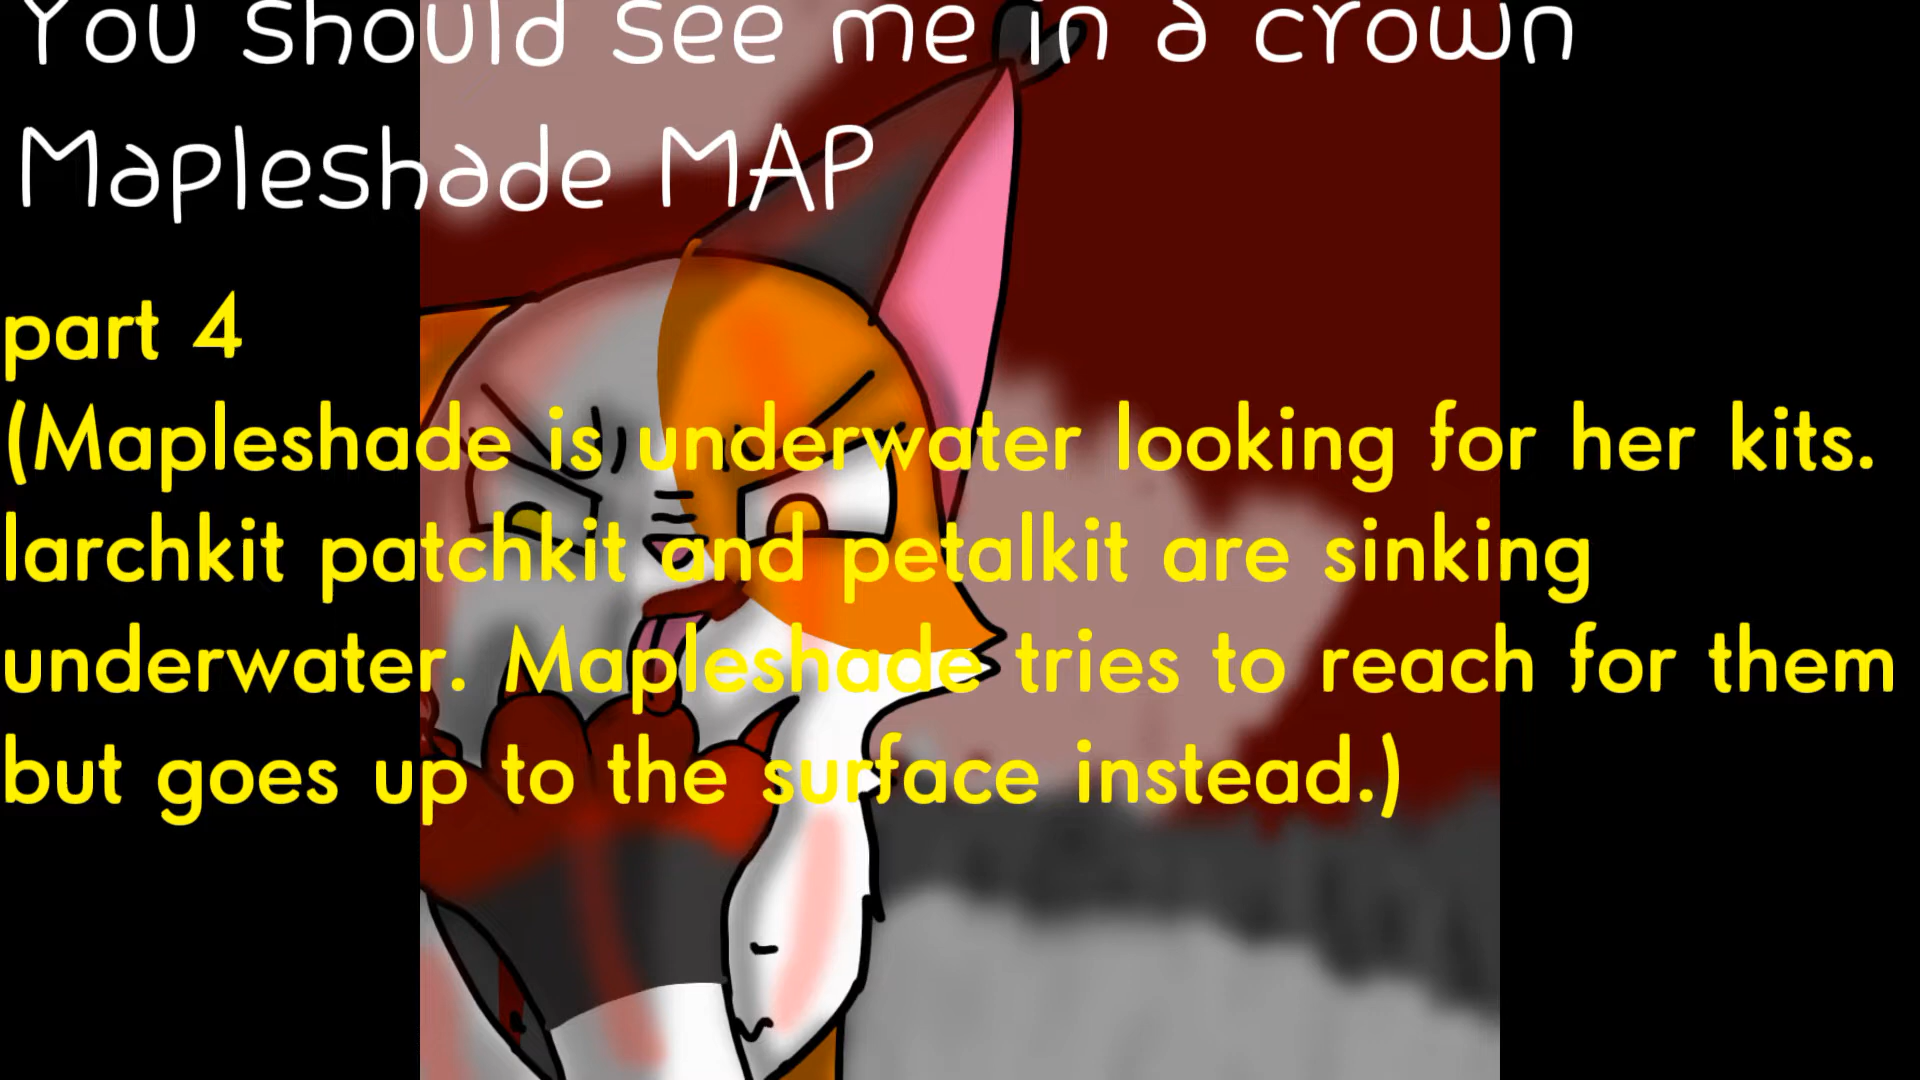 You should see me in a crown
Mapleshade MAP
part 4
(Mapleshade is underwater looking for her kits.
larchkit patchkit and petalkit are sinking
underwater. Mapleshade tries to reach for them
but goes up to the surface instead.)